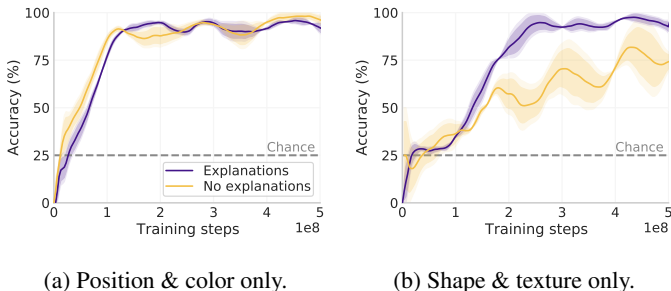 100
75
50
25
0
Accuracy (%)
Chance
Explanations
No explanations
0 1 2 3 4 5
Training steps
1e8
(a) Position & color only.
100
75
50
25
0
Accuracy (%)
Chance
0 1 2 3 4 5
Training steps
1e8
(b) Shape & texture only.